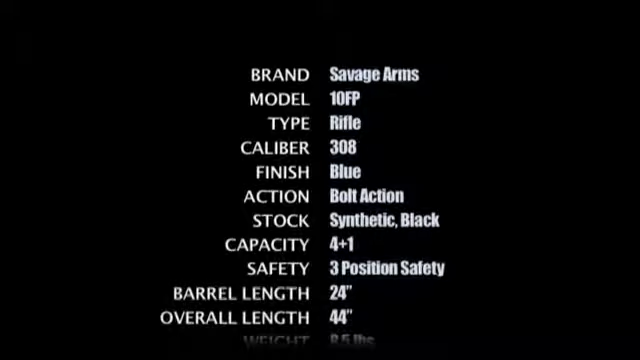 BRAND Savage Arms
MODEL 10FP
TYPE Rifle
CALIBER 308
FINISH Blue
ACTION Bolt Action
STOCK Synthetic, Black
CAPACITY 4+1
SAFETY 3 Position Safety
BARREL LENGTH 24”
OVERALL LENGTH 44”
WEIGHT